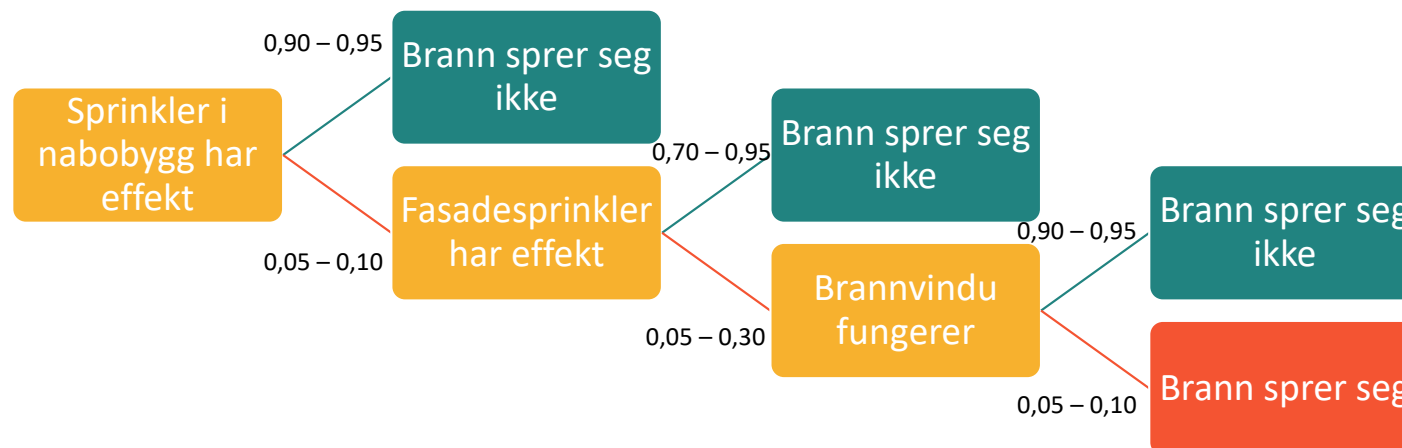 0,90 – 0,95
Brann sprer seg
ikke
Sprinkler i
nabobygg har
effekt
0,05 – 0,10
Fasadesprinkler
har effekt
0,70 – 0,95
Brann sprer seg
ikke
0,05 – 0,30
Brannvindu
fungerer
0,90 – 0,95
Brann sprer seg
ikke
0,05 – 0,10
Brann sprer seg